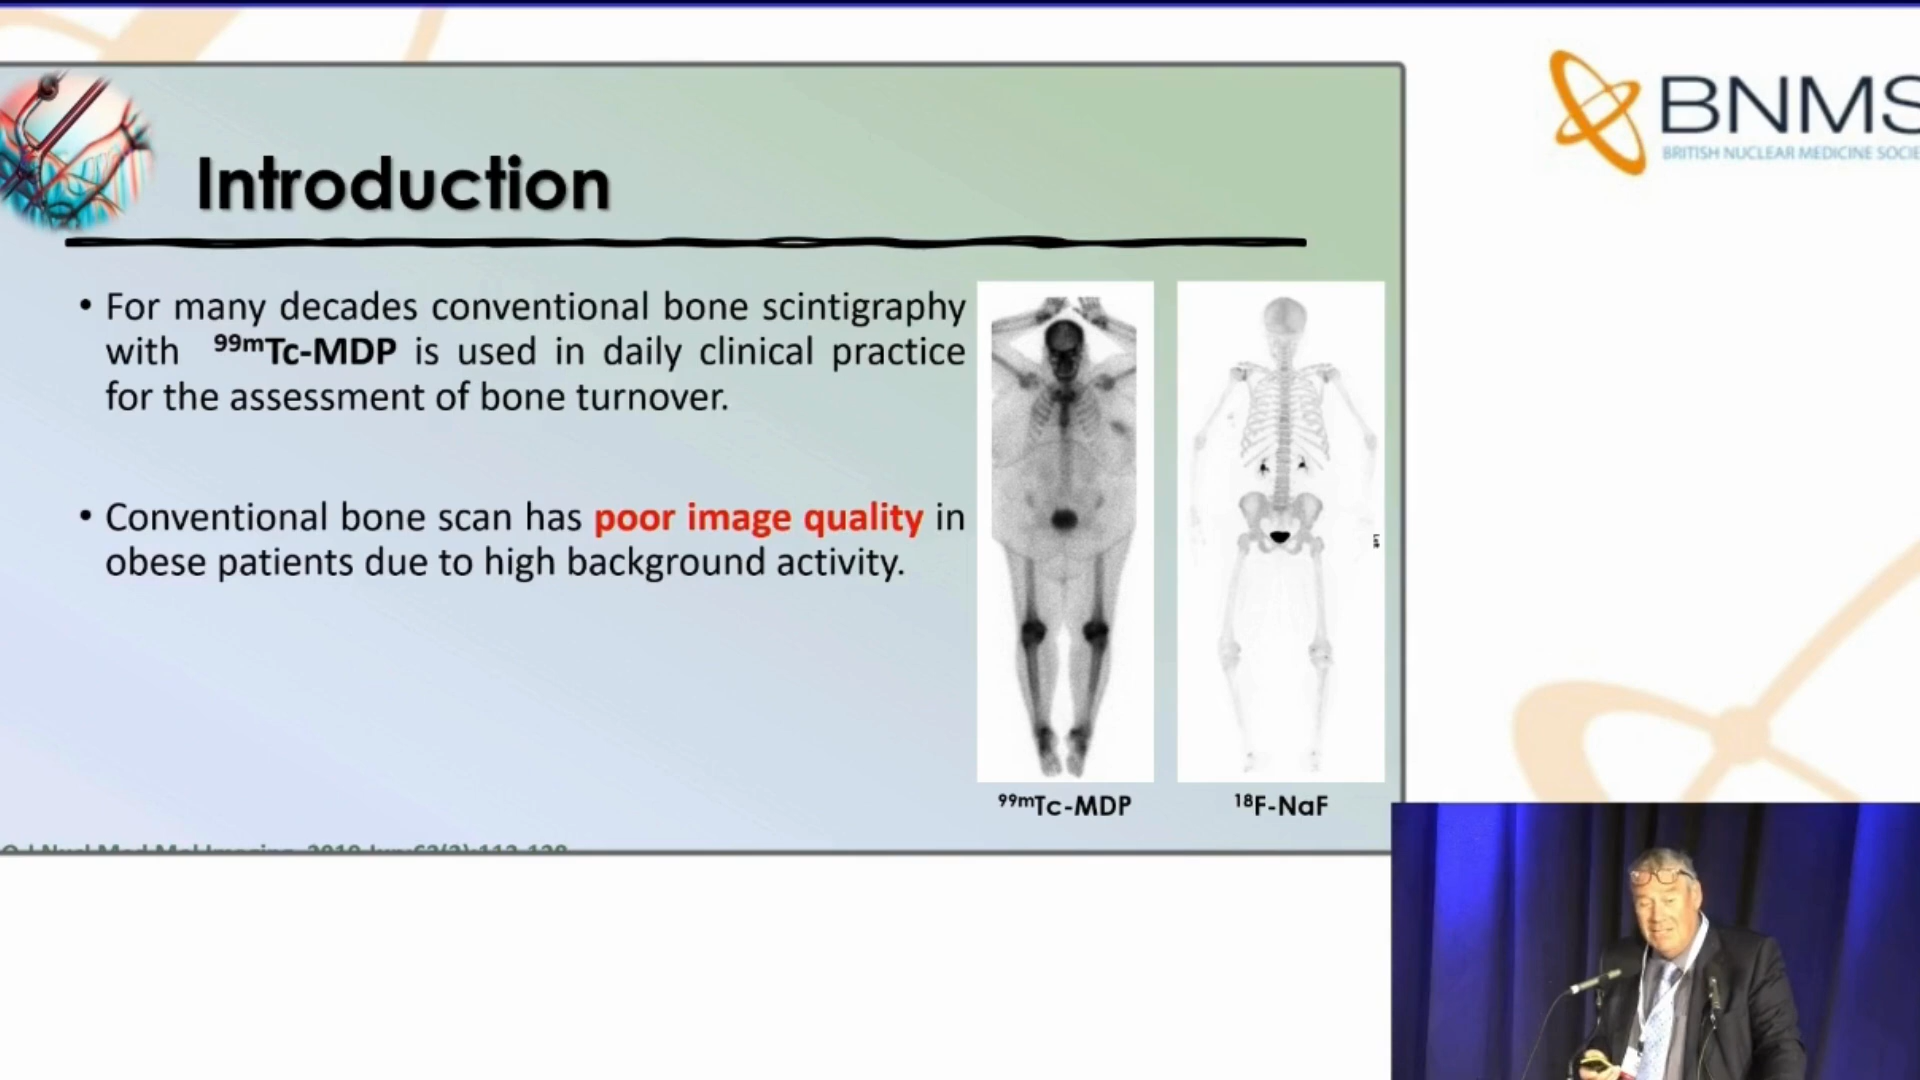 BNMS
BRITISH NUCLEAR MEDICINE SOCIE
Introduction
• For many decades conventional bone scintigraphy
with ⁹⁹ᵐTc-MDP is used in daily clinical practice
for the assessment of bone turnover.
• Conventional bone scan has poor image quality in
obese patients due to high background activity.
⁹⁹ᵐTc-MDP
¹⁸F-NaF